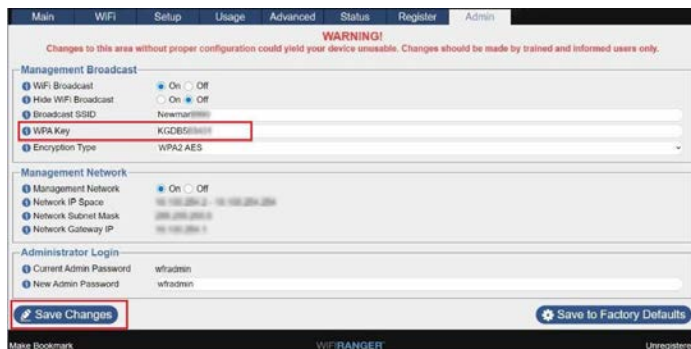 Main WiFi Setup Usage Advanced Status Register Admin
WARNING!
Changes to this area without proper configuration could yield your device unusable. Changes should be made by trained and informed users only.
Management Broadcast
WiFi Broadcast On Off
Hide WiFi Broadcast On Off
Broadcast SSID Newmar
WPA Key KGDB5
Encryption Type WPA2 AES
Management Network
Management Network On Off
Network IP Space
Network Subnet Mask
Network Gateway IP
Administrator Login
Current Admin Password wfradmin
New Admin Password wfradmin
Save Changes Save to Factory Defaults
Make Bookmark WiFiRANGER Unregistere